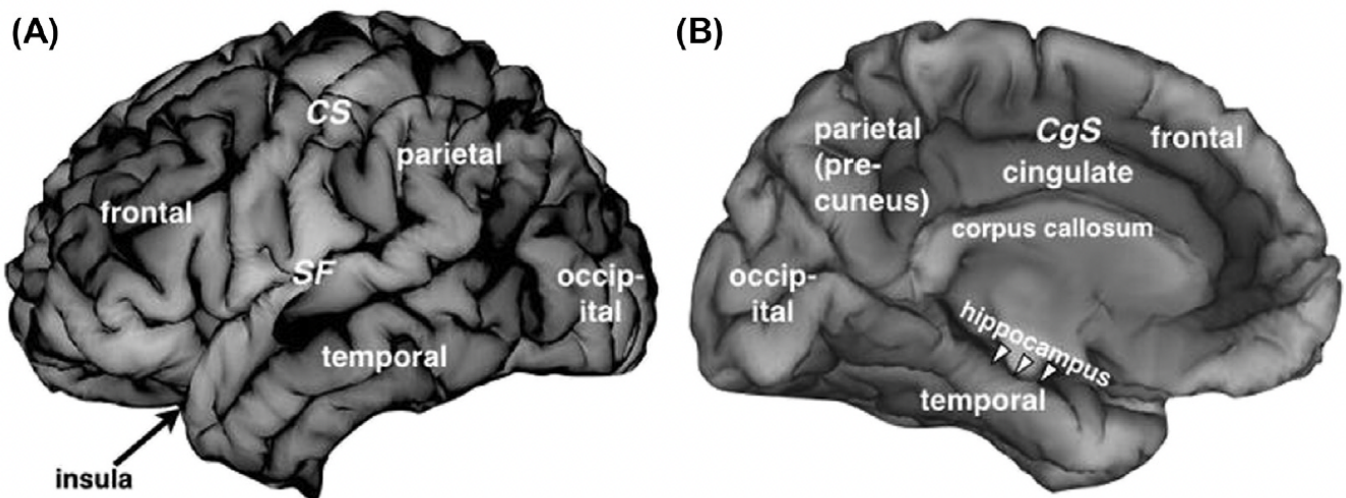 (A)
CS
parietal
frontal
SF
occip-
ital
temporal
insula
(B)
parietal
(pre-
cuneus)
CgS
frontal
cingulate
corpus callosum
occip-
ital
hippocampus
temporal